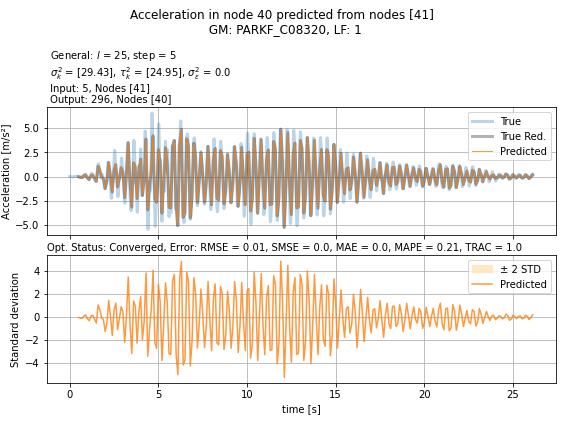 Acceleration in node 40 predicted from nodes [41]
GM: PARKF_C08320, LF: 1
General: l = 25, step = 5
σ²ₖ = [29.43], τ²ₖ = [24.95], σ²_ε = 0.0
Input: 5, Nodes [41]
Output: 296, Nodes [40]
Acceleration [m/s²]
5.0
2.5
0.0
−2.5
−5.0
True
True Red.
Predicted
Opt. Status: Converged, Error: RMSE = 0.01, SMSE = 0.0, MAE = 0.0, MAPE = 0.21, TRAC = 1.0
Standard deviation
4
2
0
−2
−4
± 2 STD
Predicted
0 5 10 15 20 25
time [s]